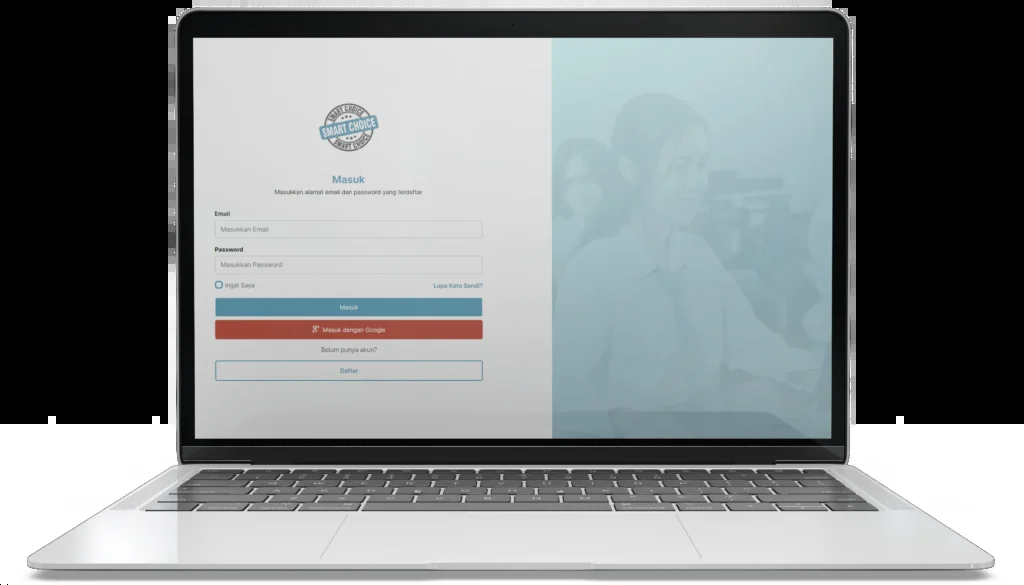 SMART CHOICE
SMART CHOICE
SMART CHOICE
Masuk
Masukkan alamat email dan password yang terdaftar
Email
Masukkan Email
Password
Masukkan Password
Ingat Saya
Lupa Kata Sandi?
Masuk
Masuk dengan Google
Belum punya akun?
Daftar